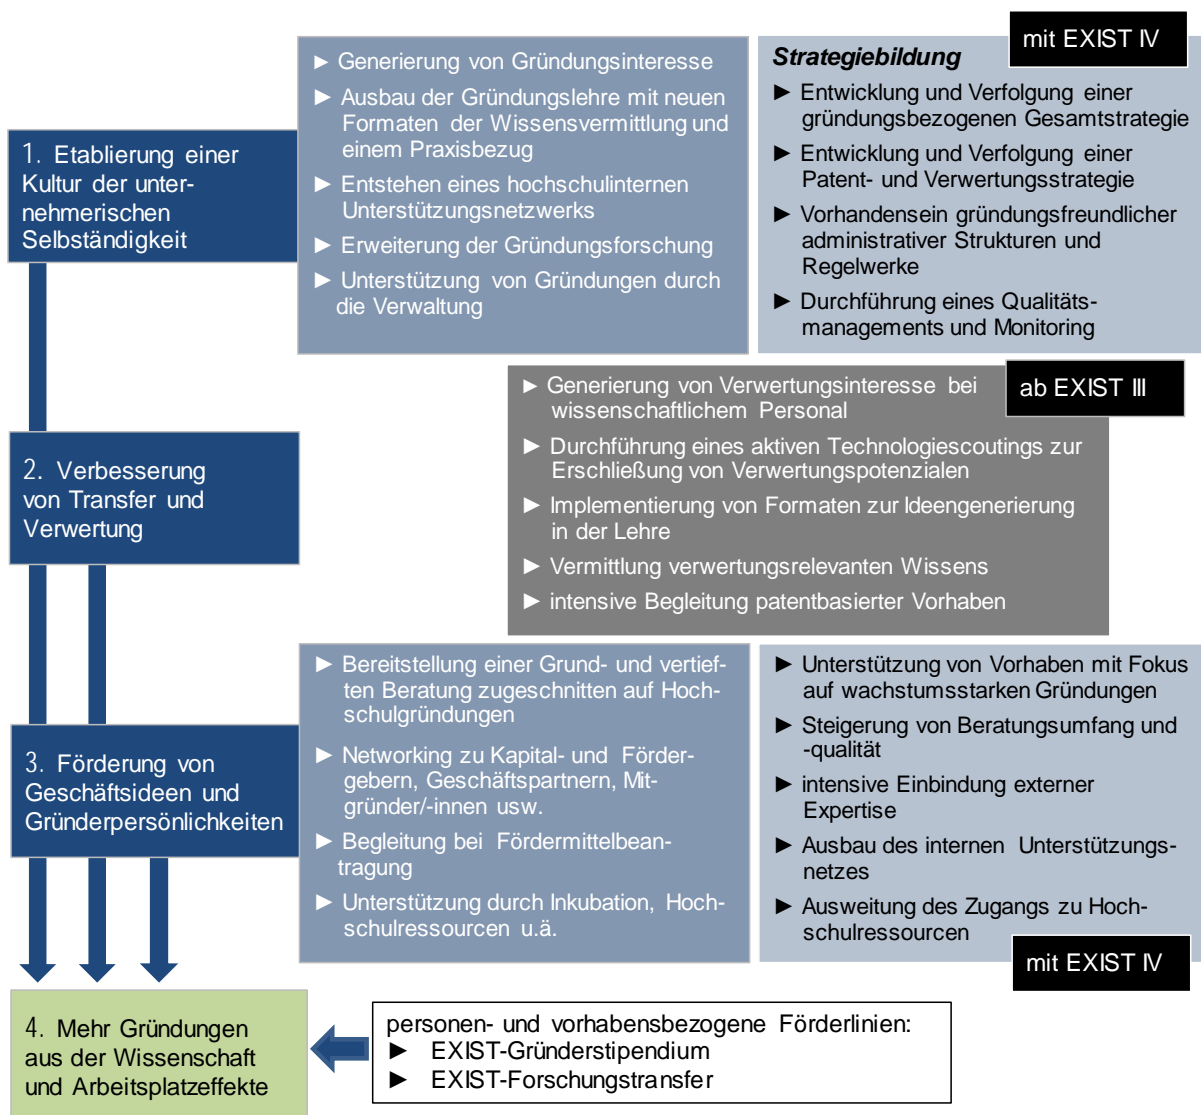 1. Etablierung einer
Kultur der unter-
nehmerischen
Selbständigkeit
► Generierung von Gründungsinteresse
► Ausbau der Gründungslehre mit neuen
Formaten der Wissensvermittlung und
einem Praxisbezug
► Entstehen eines hochschulinternen
Unterstützungsnetzwerks
► Erweiterung der Gründungsforschung
► Unterstützung von Gründungen durch
die Verwaltung
mit EXIST IV
Strategiebildung
► Entwicklung und Verfolgung einer
gründungsbezogenen Gesamtstrategie
► Entwicklung und Verfolgung einer
Patent- und Verwertungsstrategie
► Vorhandensein gründungsfreundlicher
administrativer Strukturen und
Regelwerke
► Durchführung eines Qualitäts-
managements und Monitoring
2. Verbesserung
von Transfer und
Verwertung
ab EXIST III
► Generierung von Verwertungsinteresse bei
wissenschaftlichem Personal
► Durchführung eines aktiven Technologiescoutings zur
Erschließung von Verwertungspotenzialen
► Implementierung von Formaten zur Ideengenerierung
in der Lehre
► Vermittlung verwertungsrelevanten Wissens
► intensive Begleitung patentbasierter Vorhaben
3. Förderung von
Geschäftsideen und
Gründerpersönlichkeiten
► Bereitstellung einer Grund- und vertief-
ten Beratung zugeschnitten auf Hoch-
schulgründungen
► Networking zu Kapital- und Förder-
gebern, Geschäftspartnern, Mit-
gründer/-innen usw.
► Begleitung bei Fördermittelbean-
tragung
► Unterstützung durch Inkubation, Hoch-
schulressourcen u.ä.
► Unterstützung von Vorhaben mit Fokus
auf wachstumsstarken Gründungen
► Steigerung von Beratungsumfang und
-qualität
► intensive Einbindung externer
Expertise
► Ausbau des internen Unterstützungs-
netzes
► Ausweitung des Zugangs zu Hoch-
schulressourcen
mit EXIST IV
4. Mehr Gründungen
aus der Wissenschaft
und Arbeitsplatzeffekte
personen- und vorhabensbezogene Förderlinien:
► EXIST-Gründerstipendium
► EXIST-Forschungstransfer